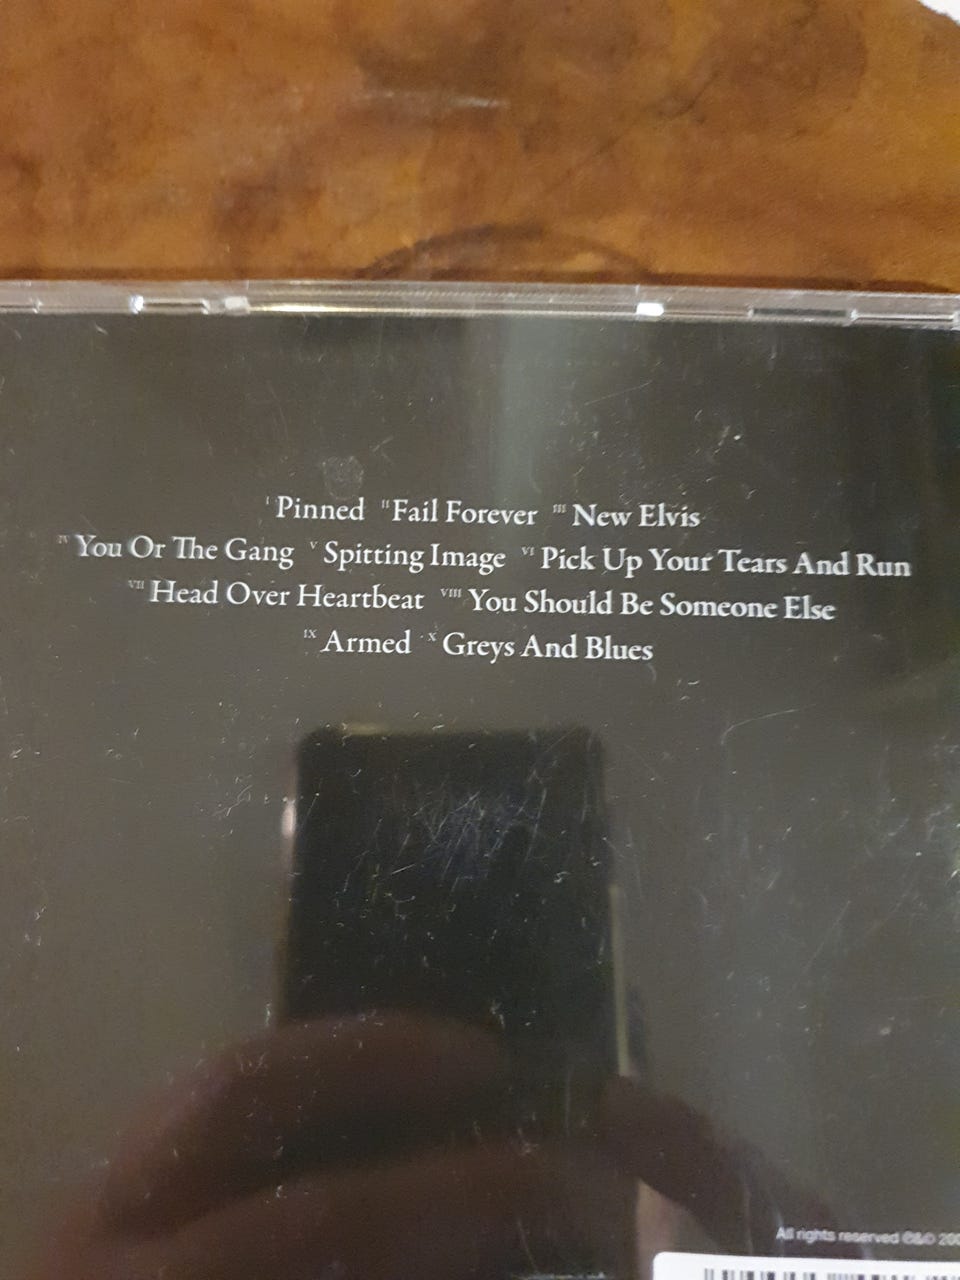 I Pinned II Fail Forever III New Elvis
IV You Or The Gang V Spitting Image VI Pick Up Your Tears And Run
VII Head Over Heartbeat VIII You Should Be Someone Else
IX Armed X Greys And Blues
All rights reserved ℗&© 200